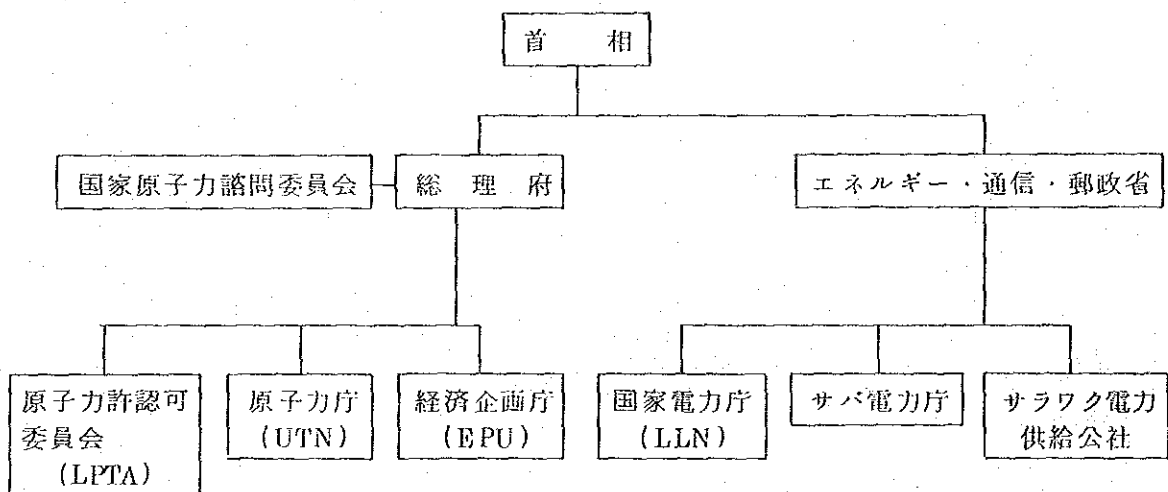 首相
国家原子力諮問委員会
総理府
エネルギー・通信・郵政省
原子力許認可
委員会
(LPTA)
原子力庁
(UTN)
経済企画庁
(EPU)
国家電力庁
(LLN)
サバ電力庁
サラワク電力
供給公社